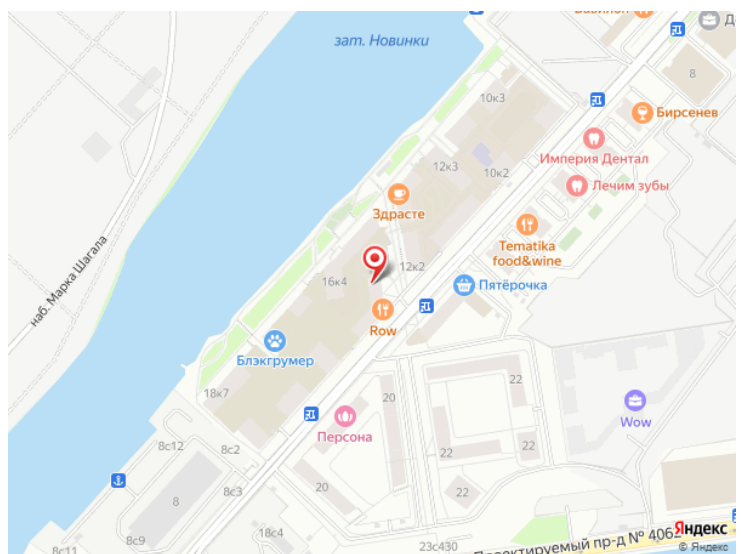 Вавилон
8
зат. Новинки
10к3
Бирсенев
12к3
Империя Дентал
10к2
Лечим зубы
Здрасте
Tematika
food&wine
12к2
16к4
Пятёрочка
наб. Марка Шагала
Row
Блэкгрумер
22
18к7
20
22
Wow
Персона
8с12
8с2
22
22
8
8с3
20
18с4
8с9
8с11
23с430
Проектируемый пр-д № 4062
Яндекс
© Яндекс